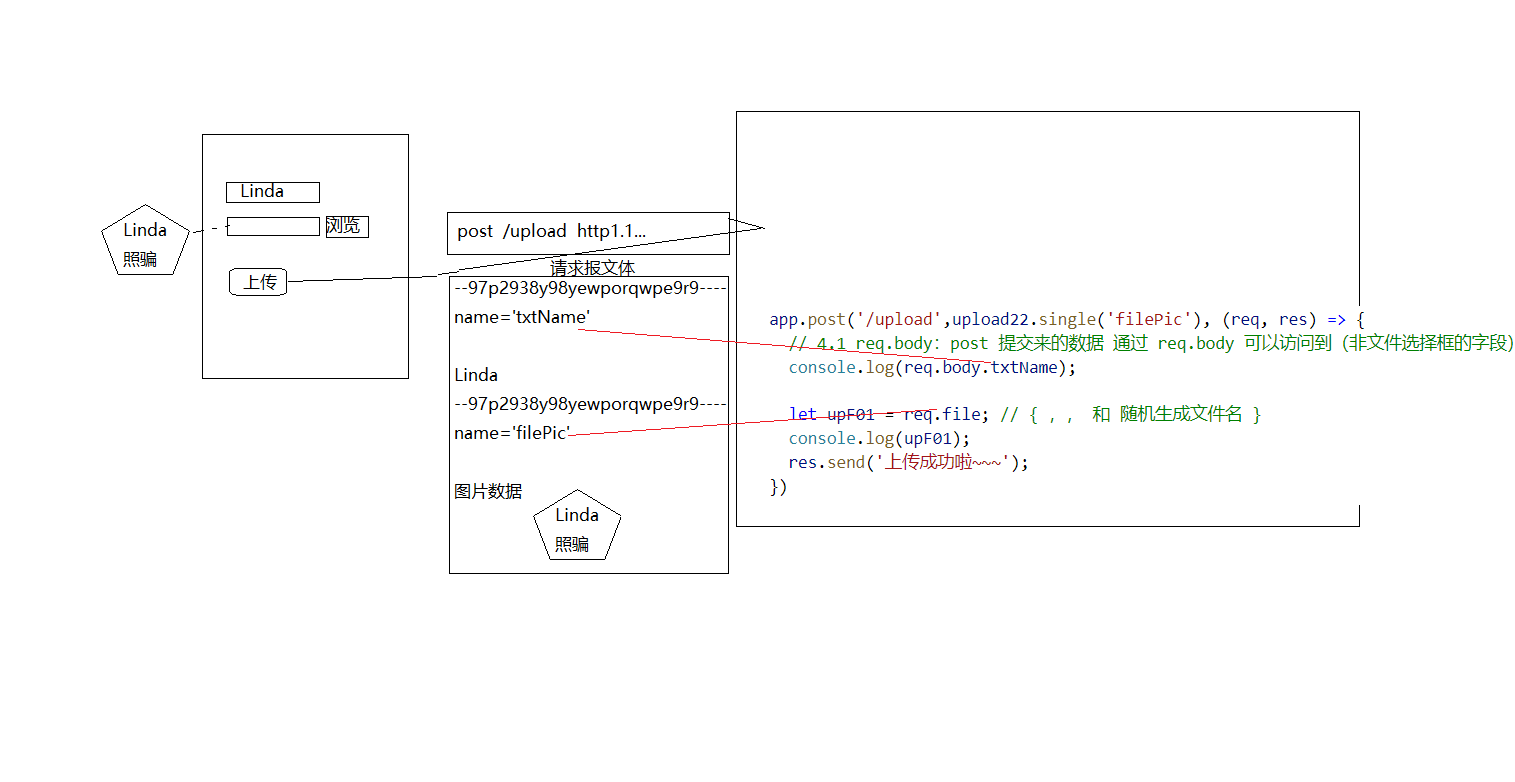 Linda
浏览
Linda
照骗
上传
post /upload http1.1...
请求报文体
--97p2938y98yewporqwpe9r9----
name='txtName'
Linda
--97p2938y98yewporqwpe9r9----
name='filePic'
图片数据
Linda
照骗
app.post('/upload',upload22.single('filePic'), (req, res) => {
// 4.1 req.body: post 提交来的数据 通过 req.body 可以访问到（非文件选择框的字段）
console.log(req.body.txtName);
let upF01 = req.file; // { , , 和 随机生成文件名 }
console.log(upF01);
res.send('上传成功啦~~~');
})